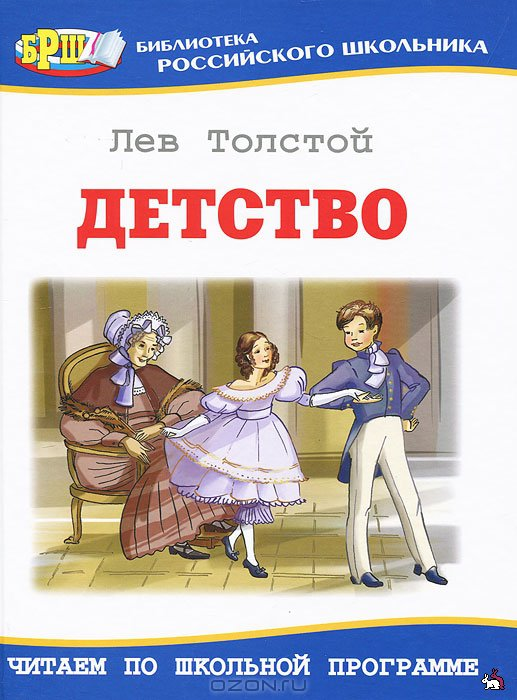 БРШ
БИБЛИОТЕКА
РОССИЙСКОГО ШКОЛЬНИКА
Лев Толстой
ДЕТСТВО
ЧИТАЕМ ПО ШКОЛЬНОЙ ПРОГРАММЕ
OZON.RU